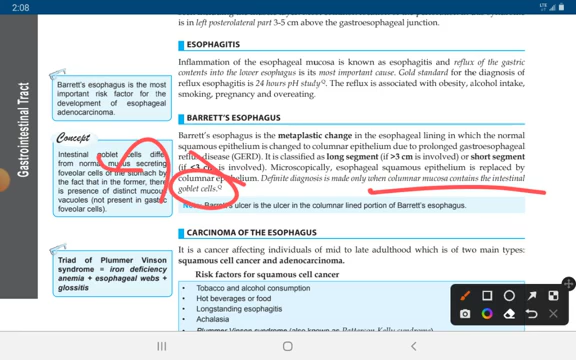 2:08
is in left posterolateral part 3-5 cm above the gastroesophageal junction.
Gastrointestinal Tract
ESOPHAGITIS
Inflammation of the esophageal mucosa is known as esophagitis and reflux of the gastric
contents into the lower esophagus is its most important cause. Gold standard for the diagnosis
of reflux esophagitis is 24 hours pH studyQ. The reflux is associated with obesity, alcohol intake,
smoking, pregnancy and overeating.
Barrett's esophagus is the most
important risk factor for the
development of esophageal
adenocarcinoma.
BARRETT'S ESOPHAGUS
Barrett's esophagus is the metaplastic change in the esophageal lining in which the normal
squamous epithelium is changed to columnar epithelium due to prolonged gastroesophageal
reflux disease (GERD). It is classified as long segment (if >3 cm is involved) or short segment
(if <3 cm is involved). Microscopically, esophageal squamous epithelium is replaced by
columnar epithelium. Definite diagnosis is made only when columnar mucosa contains the intestinal
goblet cells.Q
Note: Barrett's ulcer is the ulcer in the columnar lined portion of Barrett's esophagus.
Concept
Intestinal goblet cells differ
from normal mucus secreting
foveolar cells of the stomach by
the fact that in the former, there
is presence of distinct mucous
vacuoles (not present in gastric
foveolar cells).
CARCINOMA OF THE ESOPHAGUS
It is a cancer affecting individuals of mid to late adulthood which is of two main types:
squamous cell cancer and adenocarcinoma.
Triad of Plummer Vinson
syndrome = iron deficiency
anemia + esophageal webs +
glossitis
Risk factors for squamous cell cancer
• Tobacco and alcohol consumption
• Hot beverages or food
• Longstanding esophagitis
• Achalasia
• Plummer Vinson syndrome (also known as Patterson Kelly syndrome)